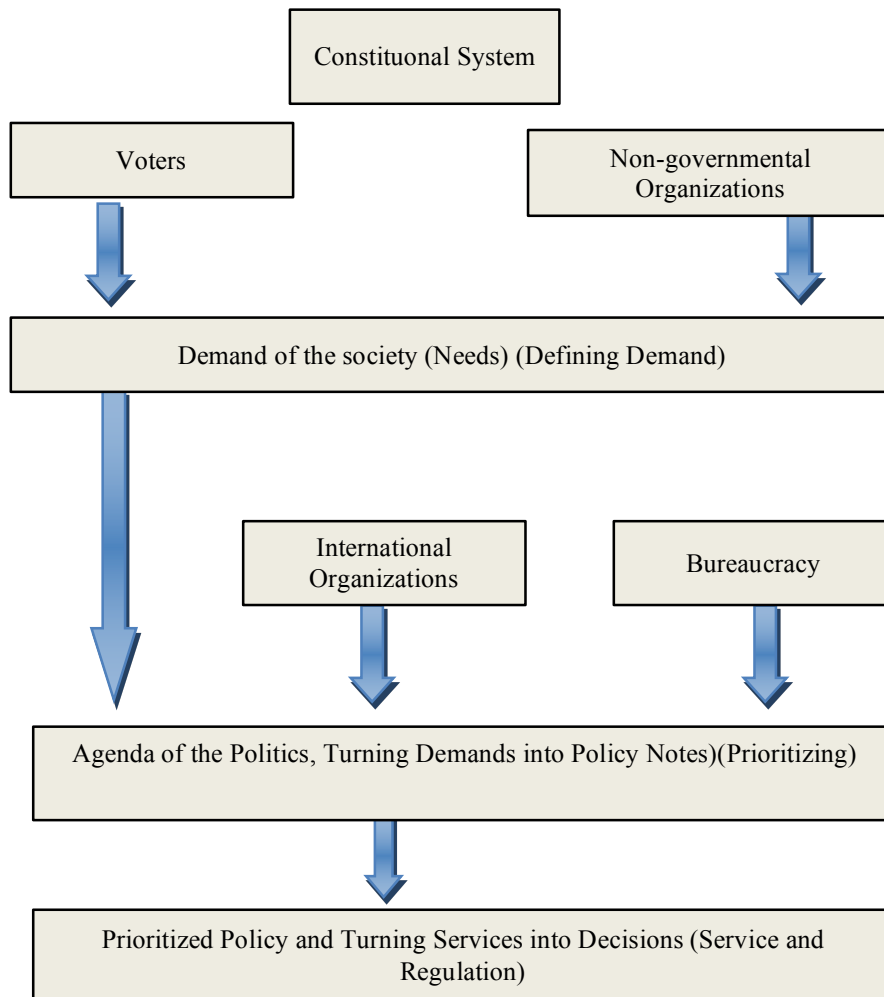 Constituonal System
Voters
Non-governmental
Organizations
Demand of the society (Needs) (Defining Demand)
International
Organizations
Bureaucracy
Agenda of the Politics, Turning Demands into Policy Notes)(Prioritizing)
Prioritized Policy and Turning Services into Decisions (Service and
Regulation)